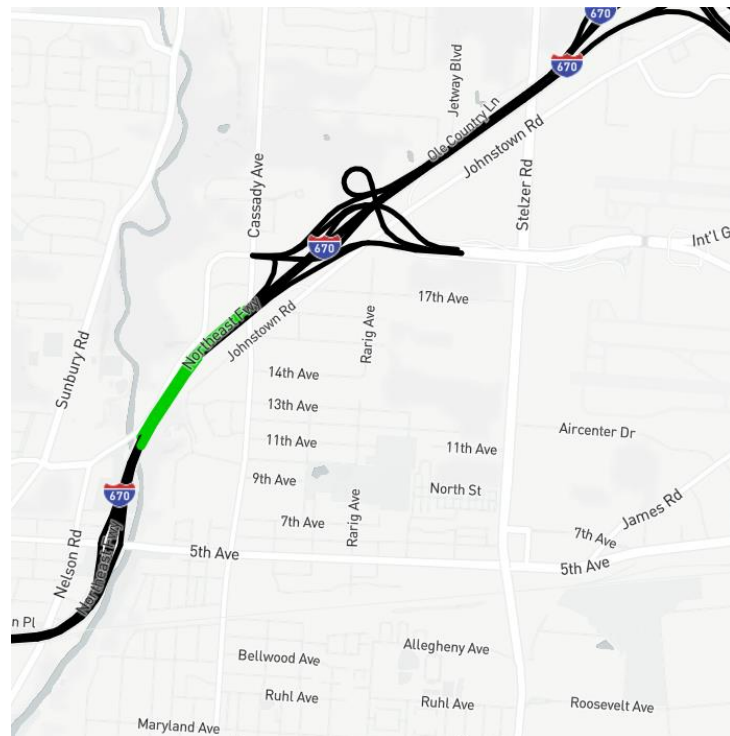 670
670
Jetway Blvd
Ole Country Ln
Johnstown Rd
Cassady Ave
Stelzer Rd
670
Int'l G
17th Ave
Northeast Fwy
Johnstown Rd
Rarig Ave
Sunbury Rd
14th Ave
13th Ave
Aircenter Dr
11th Ave
11th Ave
9th Ave
North St
670
James Rd
7th Ave
Rarig Ave
7th Ave
Nelson Rd
Northeast Fwy
5th Ave
5th Ave
n Pl
Allegheny Ave
Bellwood Ave
Ruhl Ave
Ruhl Ave
Roosevelt Ave
Maryland Ave